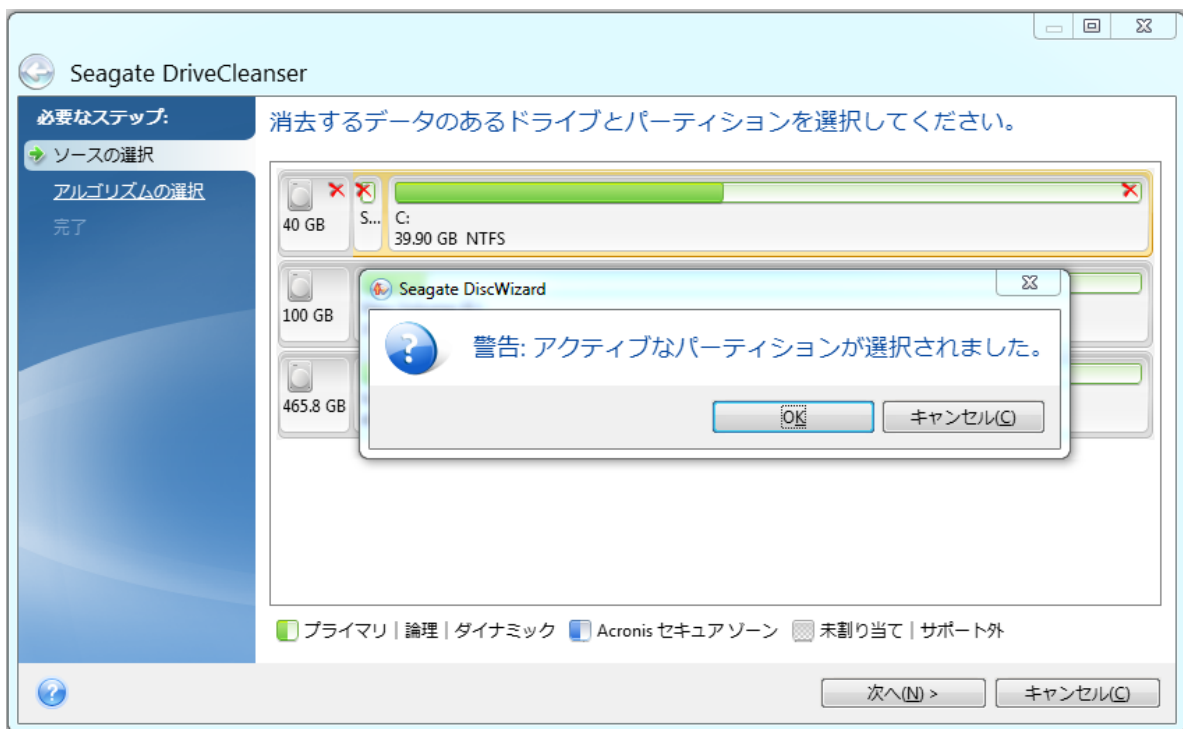 Seagate DriveCleanser
必要なステップ:
ソースの選択
アルゴリズムの選択
完了
消去するデータのあるドライブとパーティションを選択してください。
40 GB
S...
C:
39.90 GB NTFS
100 GB
465.8 GB
Seagate DiscWizard
警告: アクティブなパーティションが選択されました。
OK
キャンセル(C)
プライマリ | 論理 | ダイナミック
Acronis セキュア ゾーン
未割り当て | サポート外
次へ(N) >
キャンセル(C)